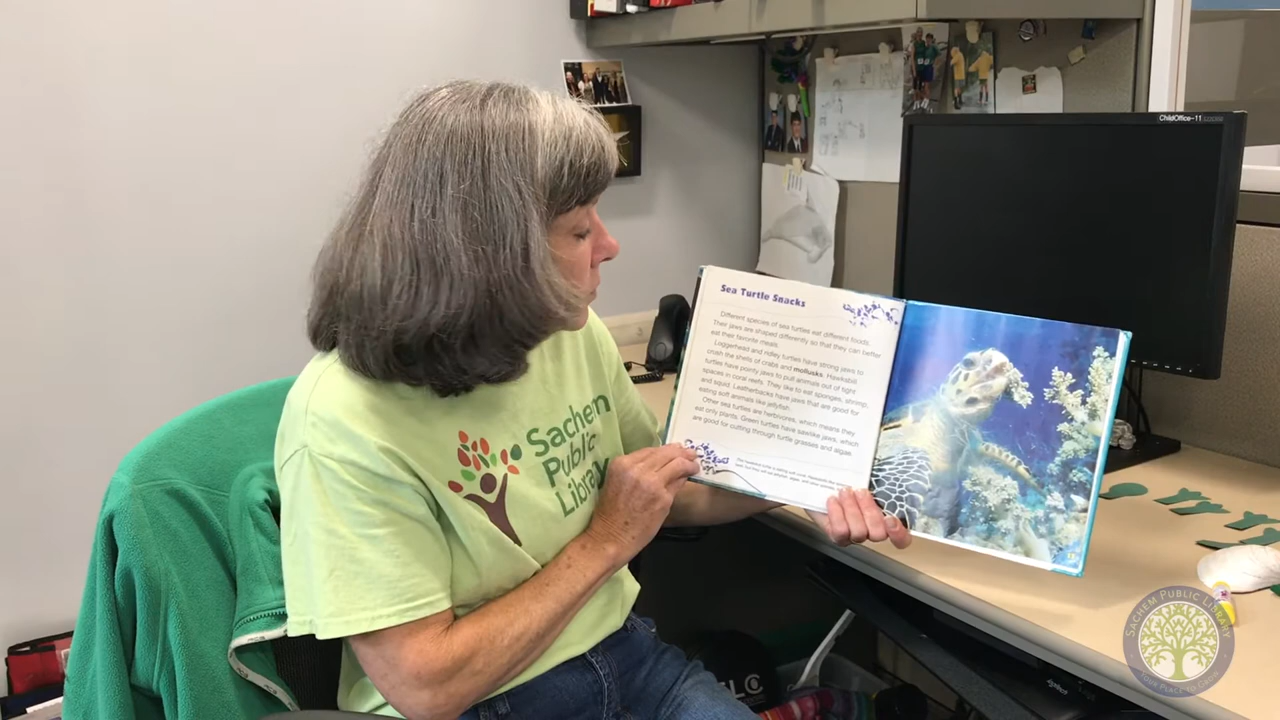 ChildOffice-11
Sea Turtle Snacks
Different species of sea turtles eat different foods.
Their jaws are shaped differently so that they can better
eat their favorite meals.
Loggerhead and ridley turtles have strong jaws to
crush the shells of crabs and mollusks. Hawksbill
turtles have pointy jaws to pull animals out of tight
spaces in coral reefs. They like to eat sponges, shrimp,
and squid. Leatherbacks have jaws that are good for
eating soft animals like jellyfish.
Other sea turtles are herbivores, which means they
eat only plants. Green turtles have sawlike jaws, which
are good for cutting through turtle grasses and algae.
Sachem
Public
Library
SACHEM PUBLIC LIBRARY
YOUR PLACE TO GROW